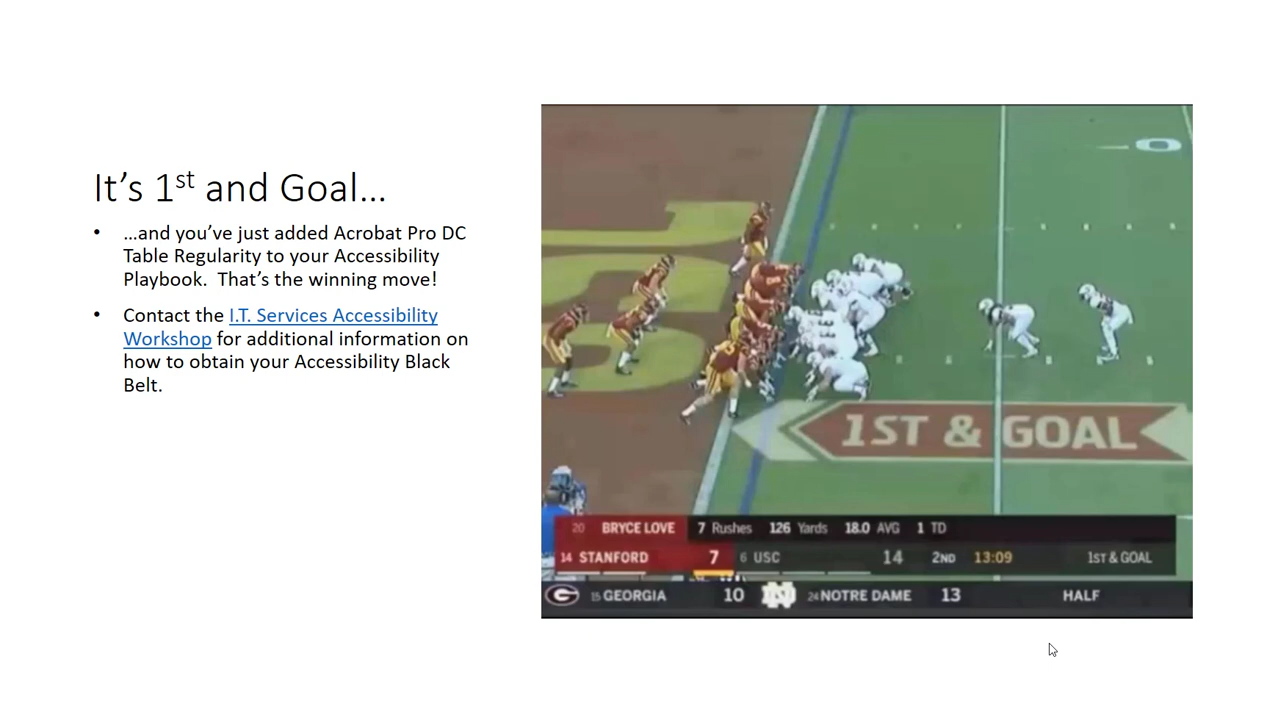 It's 1st and Goal...
• ...and you've just added Acrobat Pro DC
Table Regularity to your Accessibility
Playbook.  That's the winning move!
• Contact the I.T. Services Accessibility
Workshop for additional information on
how to obtain your Accessibility Black
Belt.
0
1ST & GOAL
20 BRYCE LOVE 7 Rushes 126 Yards 18.0 AVG 1 TD
14 STANFORD 7 6 USC 14 2ND 13:09 1ST & GOAL
G 15 GEORGIA 10 ND 24 NOTRE DAME 13 HALF